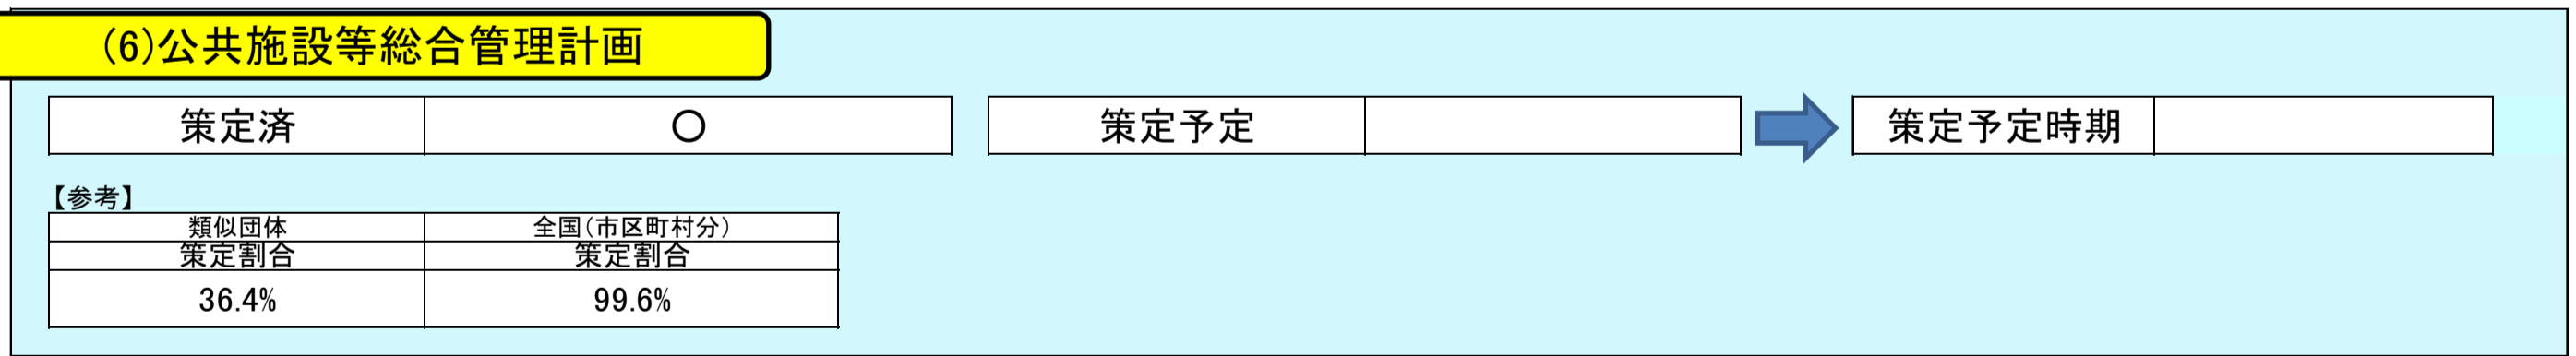 (6)公共施設等総合管理計画
策定済 ○ 策定予定 策定予定時期
【参考】
類似団体 全国(市区町村分)
策定割合 策定割合
36.4% 99.6%